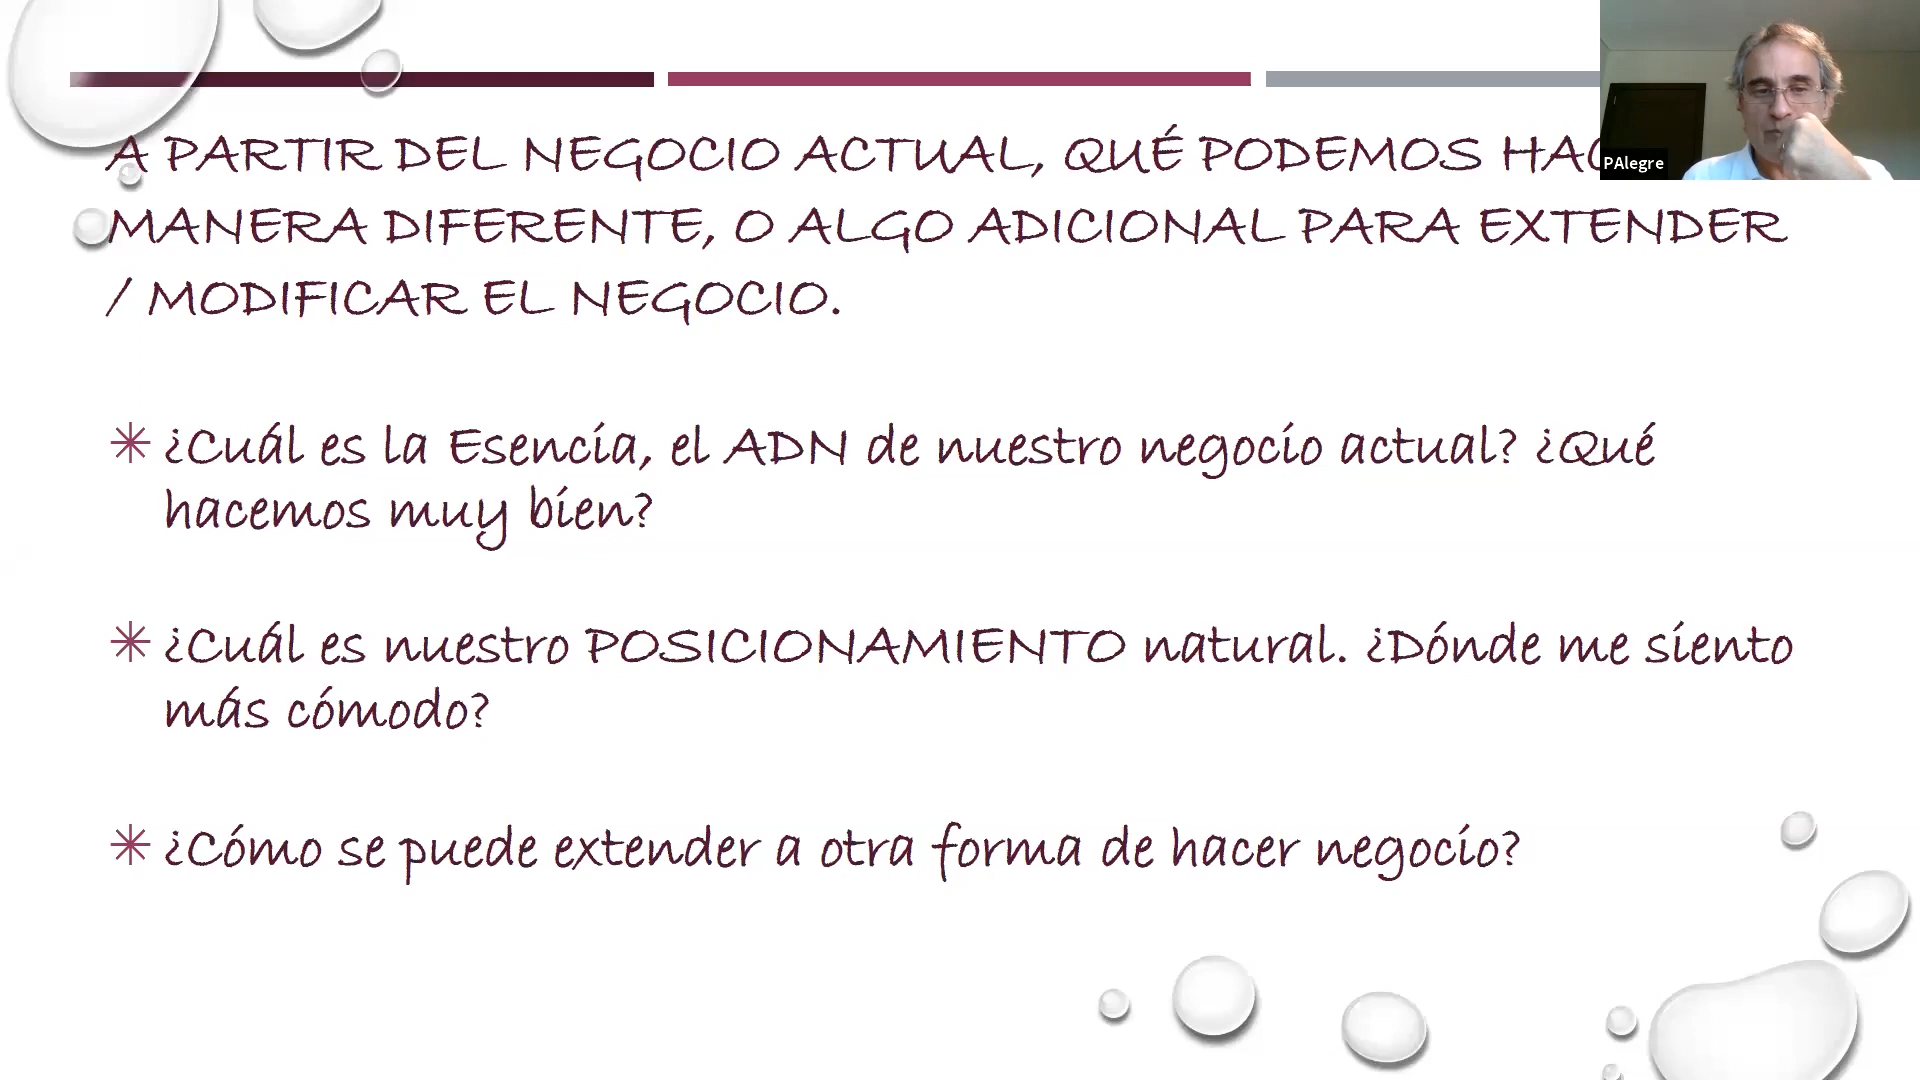 A PARTIR DEL NEGOCIO ACTUAL, QUÉ PODEMOS
MANERA DIFERENTE, O ALGO ADICIONAL PARA EXTENDER
/ MODIFICAR EL NEGOCIO.
¿Cuál es la Esencia, el ADN de nuestro negocio actual? ¿Qué
hacemos muy bien?
¿Cuál es nuestro POSICIONAMIENTO natural. ¿Dónde me siento
más cómodo?
¿Cómo se puede extender a otra forma de hacer negocio?
PAlegre